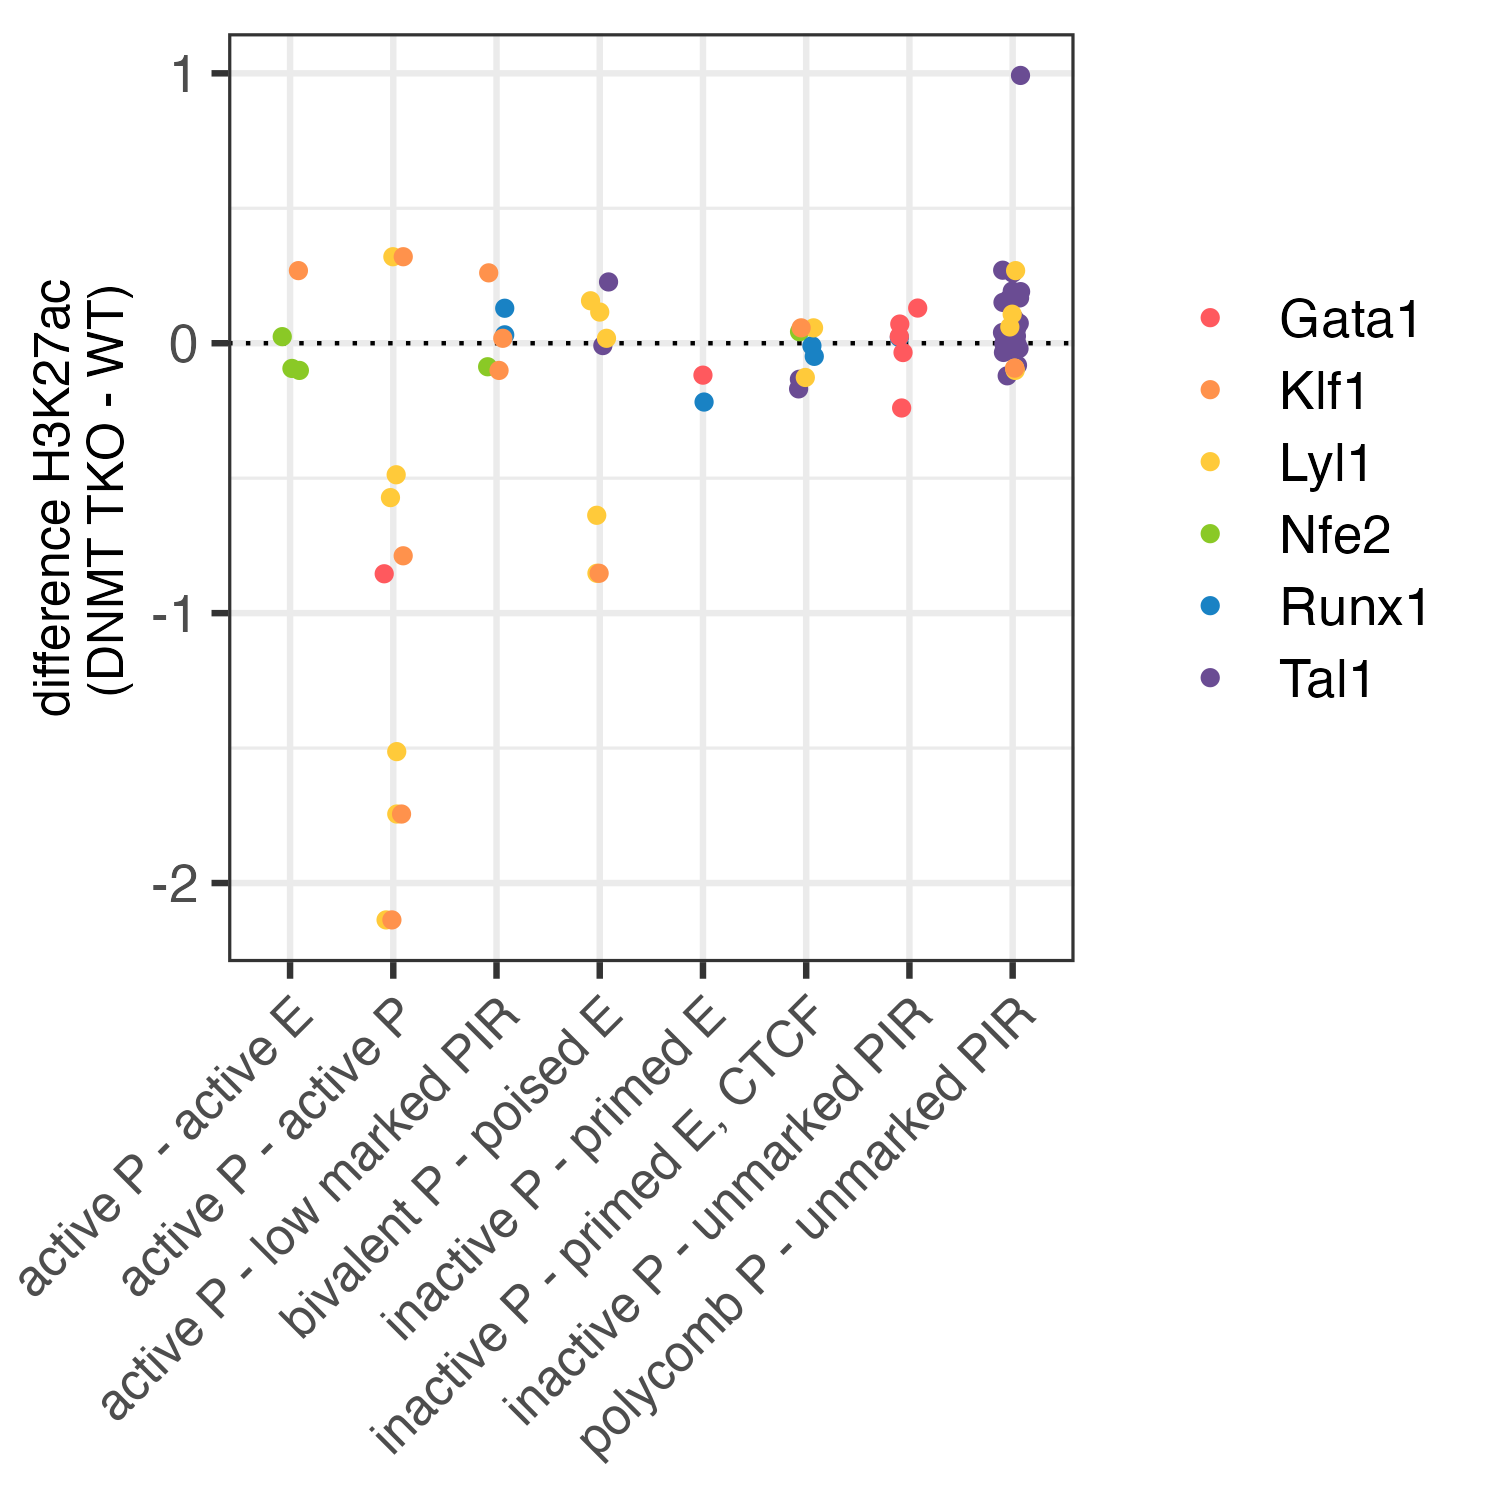 difference H3K27ac
(DNMT TKO - WT)
1
0
-1
-2
active P - active E
active P - active P
active P - low marked PIR
bivalent P - poised E
inactive P - primed E
inactive P - primed E, CTCF
inactive P - unmarked PIR
polycomb P - unmarked PIR
Gata1
Klf1
Lyl1
Nfe2
Runx1
Tal1